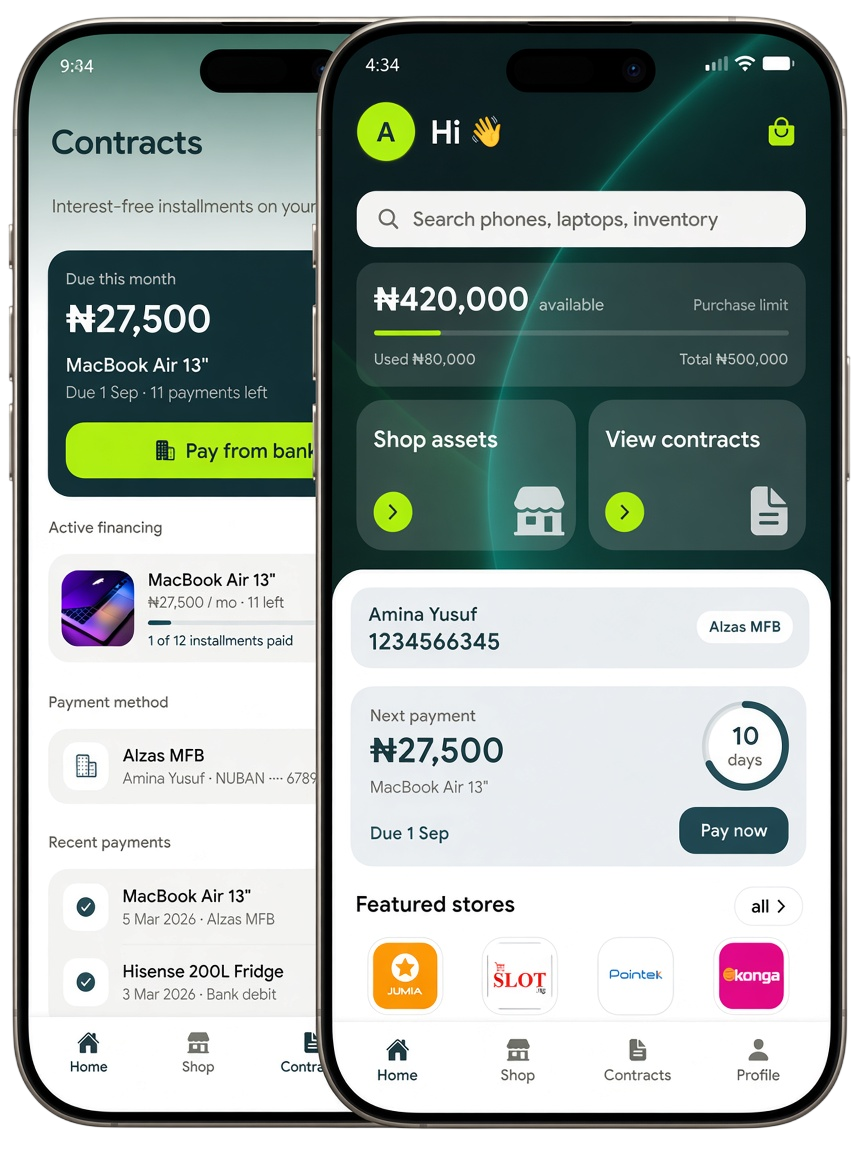 9:34
Contracts
Interest-free installments on your
Due this month
₦27,500
MacBook Air 13"
Due 1 Sep · 11 payments left
Pay from bank
Active financing
MacBook Air 13"
₦27,500 / mo · 11 left
1 of 12 installments paid
Payment method
Alzas MFB
Amina Yusuf · NUBAN ···· 6789
Recent payments
MacBook Air 13"
5 Mar 2026 · Alzas MFB
Hisense 200L Fridge
3 Mar 2026 · Bank debit
Home
Shop
Contra
4:34
A
Hi 👋
Search phones, laptops, inventory
₦420,000 available
Purchase limit
Used ₦80,000
Total ₦500,000
Shop assets
View contracts
Amina Yusuf
1234566345
Alzas MFB
Next payment
₦27,500
MacBook Air 13"
10
days
Due 1 Sep
Pay now
Featured stores
all
JUMIA
SLOT
Pointek
konga
Home
Shop
Contracts
Profile